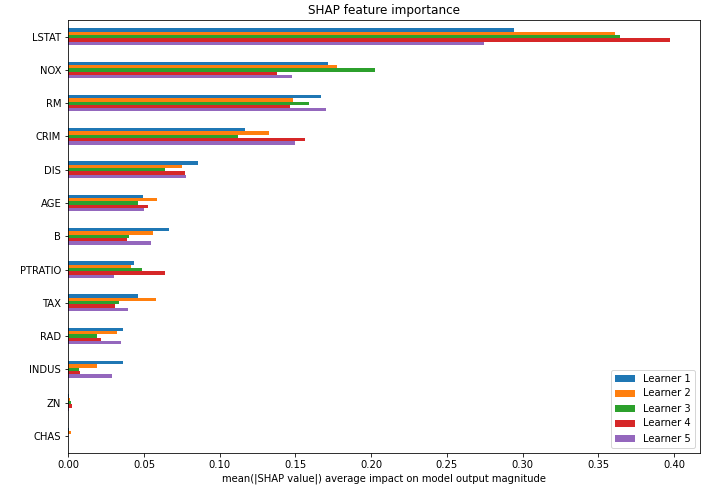 SHAP feature importance
LSTAT
NOX
RM
CRIM
DIS
AGE
B
PTRATIO
TAX
RAD
INDUS
ZN
CHAS
Learner 1
Learner 2
Learner 3
Learner 4
Learner 5
0.00 0.05 0.10 0.15 0.20 0.25 0.30 0.35 0.40
mean(|SHAP value|) average impact on model output magnitude